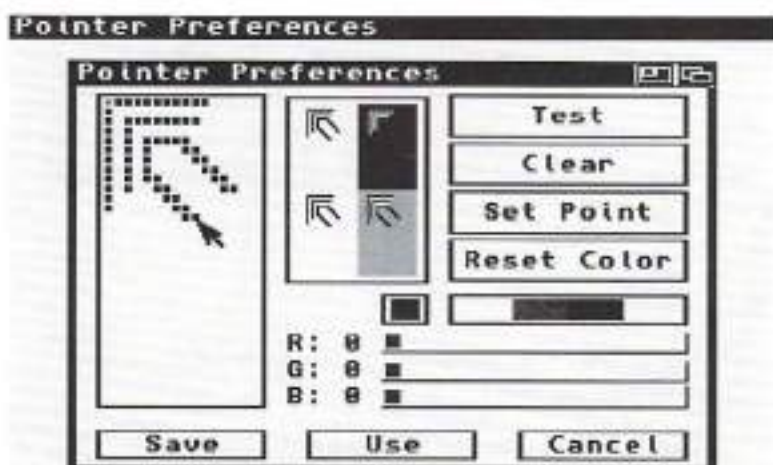 Pointer Preferences
Pointer Preferences
Test
Clear
Set Point
Reset Color
R: 0
G: 0
B: 0
Save
Use
Cancel